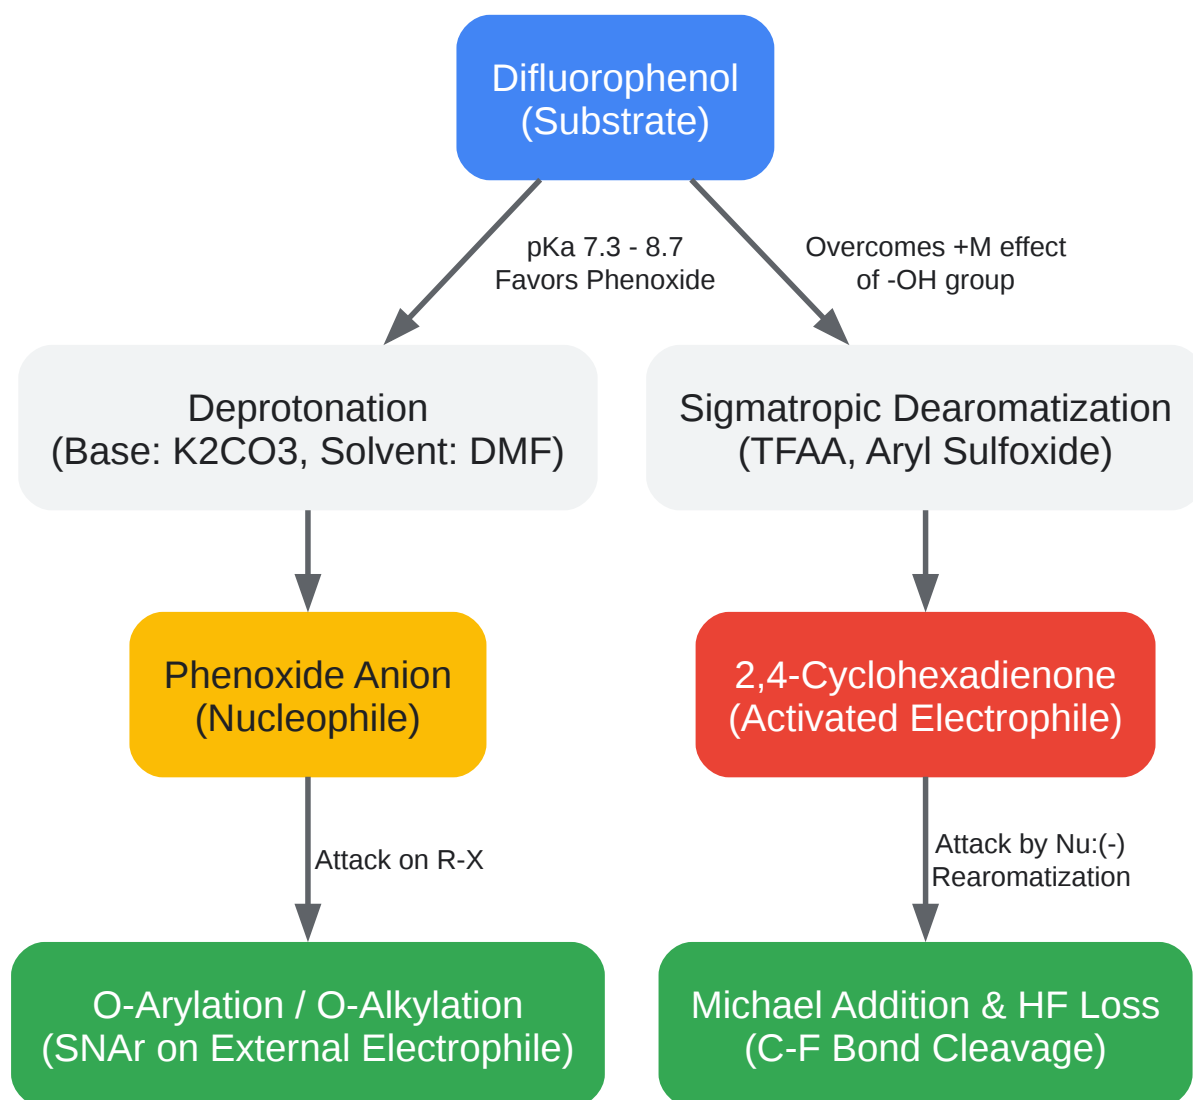 Difluorophenol
(Substrate)
pKa 7.3 - 8.7
Favors Phenoxide
Overcomes +M effect
of -OH group
Deprotonation
(Base: K2CO3, Solvent: DMF)
Sigmatropic Dearomatization
(TFAA, Aryl Sulfoxide)
Phenoxide Anion
(Nucleophile)
2,4-Cyclohexadienone
(Activated Electrophile)
Attack on R-X
Attack by Nu:(-)
Rearomatization
O-Arylation / O-Alkylation
(SNAr on External Electrophile)
Michael Addition & HF Loss
(C-F Bond Cleavage)